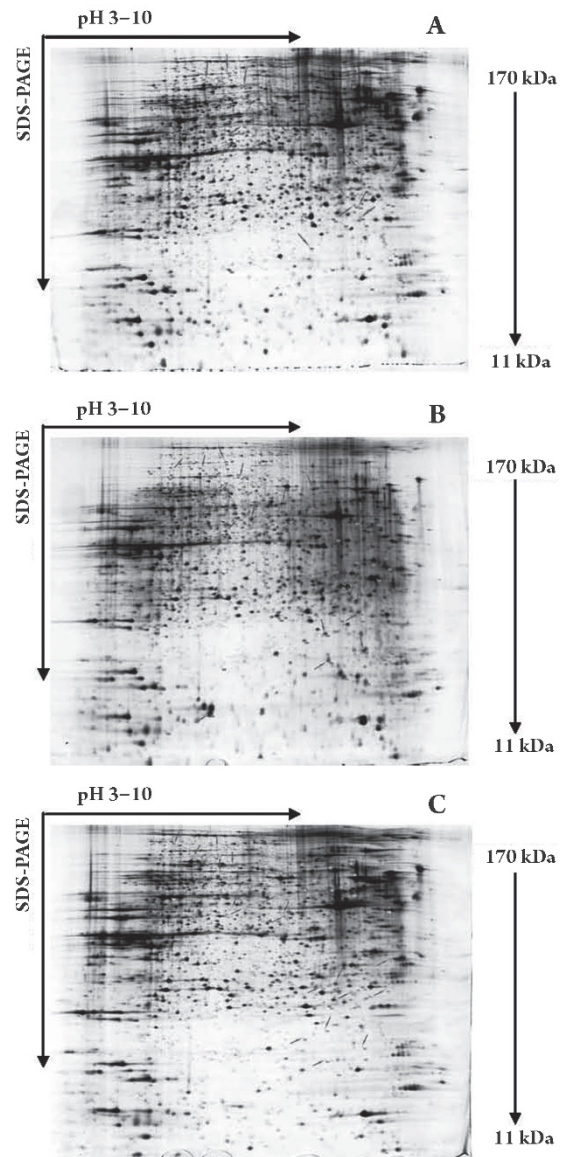 pH 3–10
A
SDS-PAGE
170 kDa
11 kDa
pH 3–10
B
SDS-PAGE
170 kDa
11 kDa
pH 3–10
C
SDS-PAGE
170 kDa
11 kDa